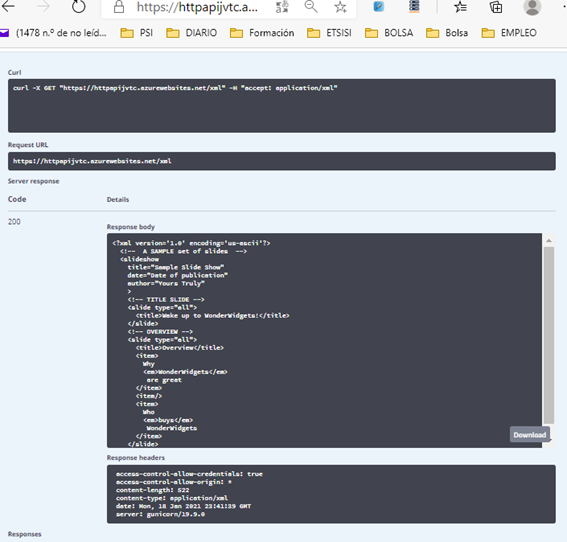 https://httpapijvtc.a...
(1478 n.º de no leíd... PSI DIARIO Formación ETSISI BOLSA Bolsa EMPLEO
Curl
curl -X GET "https://httpapijvtc.azurewebsites.net/xml" -H "accept: application/xml"
Request URL
https://httpapijvtc.azurewebsites.net/xml
Server response
Code Details
200
Response body
<?xml version='1.0' encoding='us-ascii'?>
<!--  A SAMPLE set of slides  -->
<slideshow
title="Sample Slide Show"
date="Date of publication"
author="Yours Truly"
>
<!-- TITLE SLIDE -->
<slide type="all">
<title>Wake up to WonderWidgets!</title>
</slide>
<!-- OVERVIEW -->
<slide type="all">
<title>Overview</title>
<item>
Why
<em>WonderWidgets</em>
are great
</item>
<item/>
<item>
Who
<em>buys</em>
WonderWidgets
</item>
</slide>
Download
Response headers
access-control-allow-credentials: true
access-control-allow-origin: *
content-length: 522
content-type: application/xml
date: Mon, 18 Jan 2021 23:41:39 GMT
server: gunicorn/19.9.0
Responses